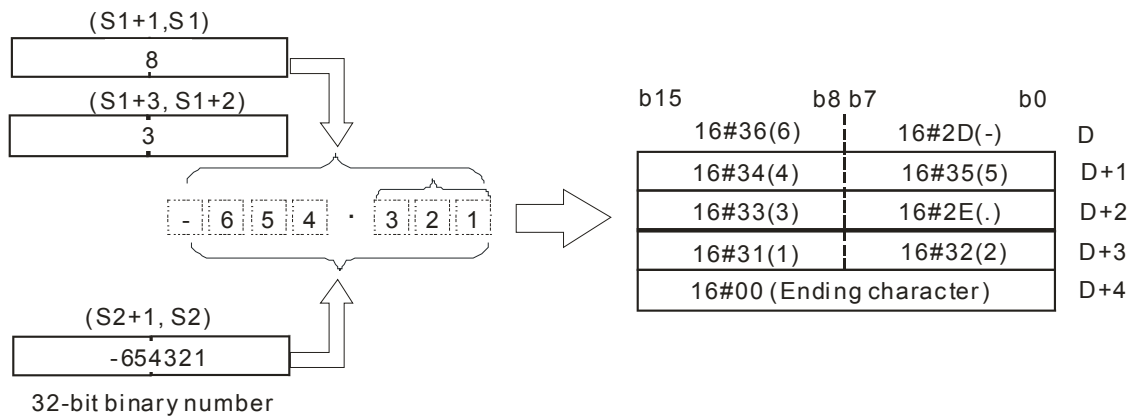 (S1+1,S1)
8
(S1+3, S1+2)
3
- 6 5 4 . 3 2 1
(S2+1, S2)
-654321
32-bit binary number
b15 b8 b7 b0
16#36(6) 16#2D(-) D
16#34(4) 16#35(5) D+1
16#33(3) 16#2E(.) D+2
16#31(1) 16#32(2) D+3
16#00 (Ending character) D+4